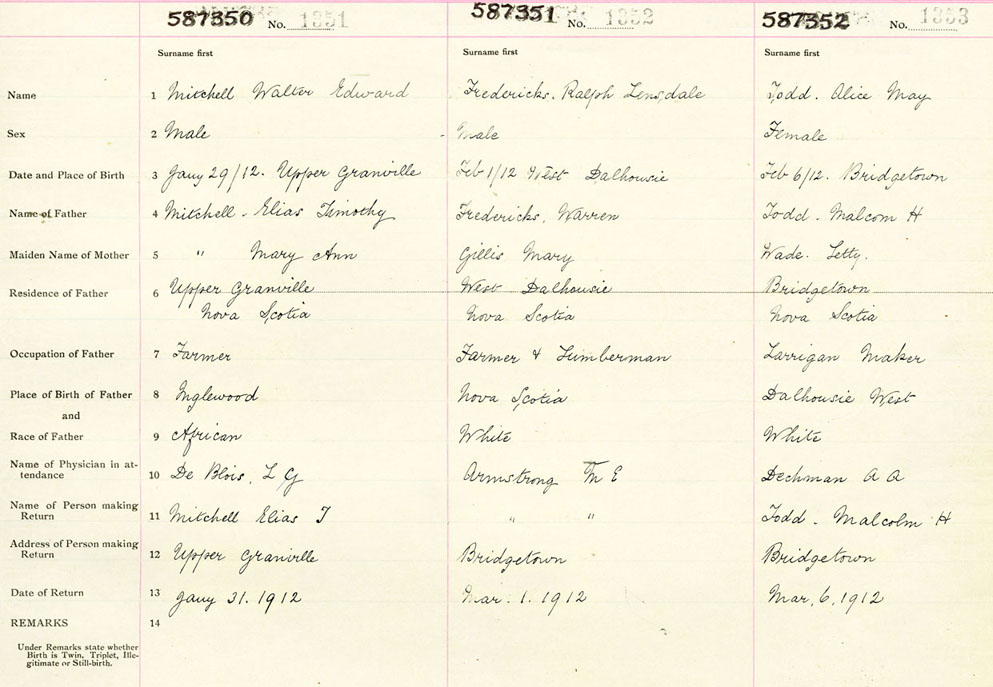 587350 No. 1351 587351 No. 1352 587352 No. 1353
Surname first Surname first Surname first
Name 1 Mitchell Walter Edward Fredericks. Ralph Lensdale Todd. Alice May
Sex 2 Male Male Female
Date and Place of Birth 3 Jany 29/12. Upper Granville Feb 1/12 West Dalhousie Feb 6/12. Bridgetown
Name of Father 4 Mitchell - Elias Timothy Fredericks, Warren Todd. Malcom H
Maiden Name of Mother 5 " Mary Ann Gillis Mary Wade. Letty.
Residence of Father 6 Upper Granville West Dalhousie Bridgetown
Nova Scotia Nova Scotia Nova Scotia
Occupation of Father 7 Farmer Farmer & Lumberman Larrigan Maker
Place of Birth of Father 8 Inglewood Nova Scotia Dalhousie West
and
Race of Father 9 African White White
Name of Physician in at-
tendance 10 De Blois, L G Armstrong M E Dechman A A
Name of Person making
Return 11 Mitchell Elias T " " Todd. Malcolm H
Address of Person making
Return 12 Upper Granville Bridgetown Bridgetown
Date of Return 13 Jany 31. 1912 Mar. 1. 1912 Mar. 6. 1912
REMARKS 14
Under Remarks state whether
Birth is Twin, Triplet, Ille-
gitimate or Still-birth.